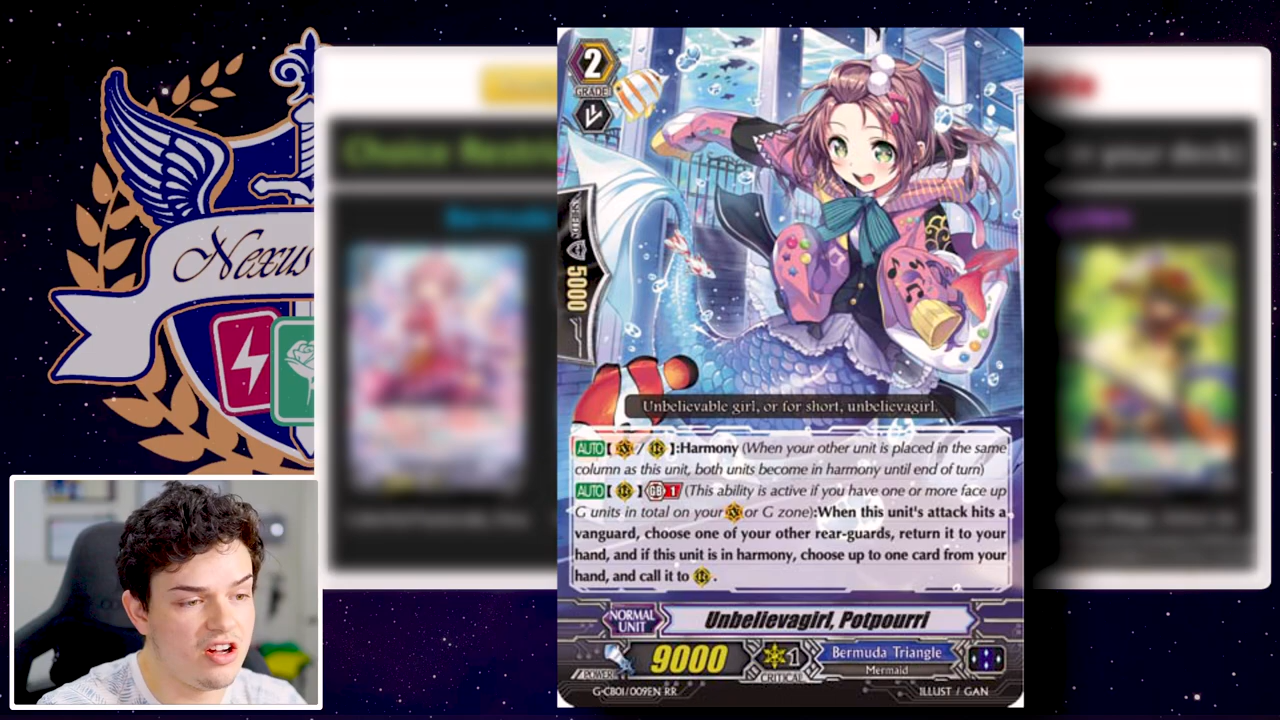 Nexus
2
GRADE
SHIELD
5000
Unbelievable girl, or for short, unbelievagirl.
AUTO [ / ]:Harmony (When your other unit is placed in the same
column as this unit, both units become in harmony until end of turn)
AUTO [ ] GB 1 (This ability is active if you have one or more face up
G units in total on your or G zone):When this unit's attack hits a
vanguard, choose one of your other rear-guards, return it to your
hand, and if this unit is in harmony, choose up to one card from your
hand, and call it to .
NORMAL
UNIT
Unbelievagirl, Potpourri
POWER
9000
1
CRITICAL
Bermuda Triangle
Mermaid
G-CB01/009EN RR
ILLUST / GAN